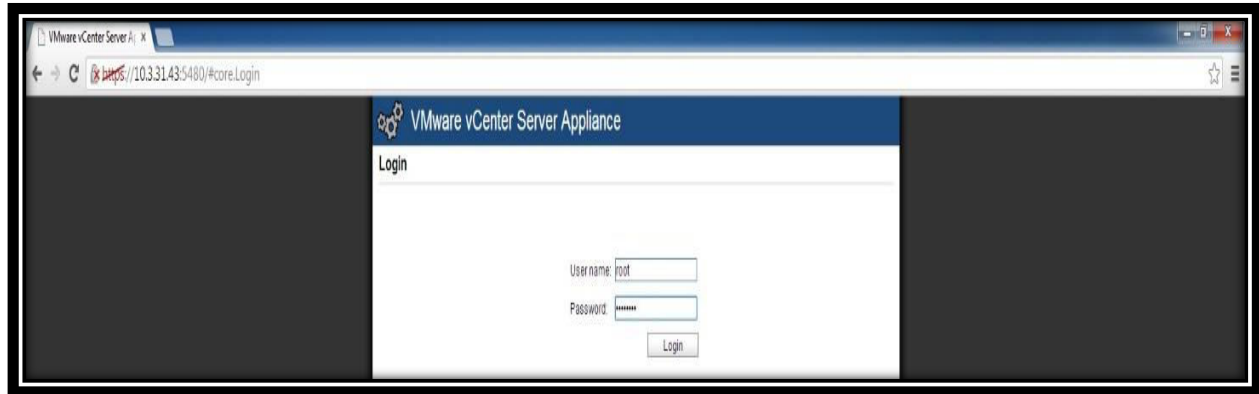 VMware vCenter Server A
https://10.3.31.43:5480/#core.Login
VMware vCenter Server Appliance
Login
User name: root
Password:
Login